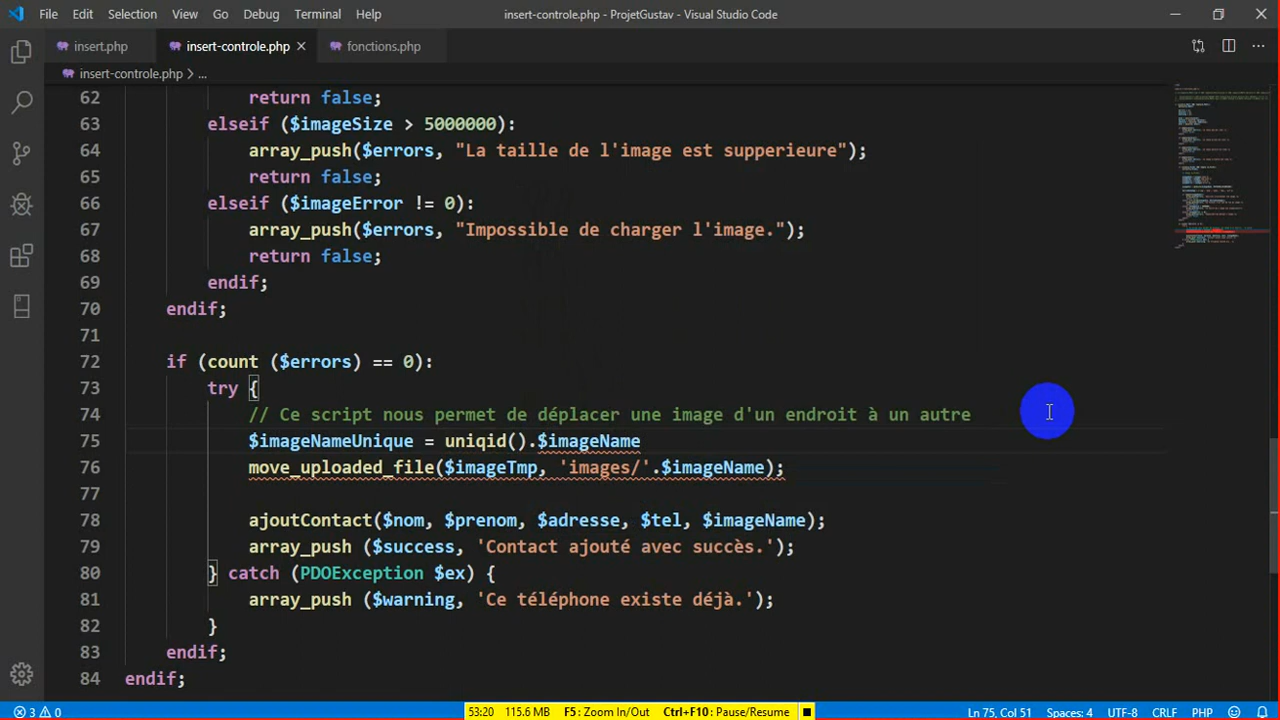 File Edit Selection View Go Debug Terminal Help insert-controle.php - ProjetGustav - Visual Studio Code
insert.php insert-controle.php × fonctions.php
insert-controle.php > ...
62 return false;
63 elseif ($imageSize > 5000000):
64 array_push($errors, "La taille de l'image est supperieure");
65 return false;
66 elseif ($imageError != 0):
67 array_push($errors, "Impossible de charger l'image.");
68 return false;
69 endif;
70 endif;
71
72 if (count ($errors) == 0):
73 try {
74 // Ce script nous permet de déplacer une image d'un endroit à un autre
75 $imageNameUnique = uniqid().$imageName
76 move_uploaded_file($imageTmp, 'images/'.$imageName);
77
78 ajoutContact($nom, $prenom, $adresse, $tel, $imageName);
79 array_push ($success, 'Contact ajouté avec succès.');
80 } catch (PDOException $ex) {
81 array_push ($warning, 'Ce téléphone existe déjà.');
82 }
83 endif;
84 endif;
3 0 53:20 115.6 MB F5: Zoom In/Out Ctrl+F10: Pause/Resume Ln 75, Col 51 Spaces: 4 UTF-8 CRLF PHP